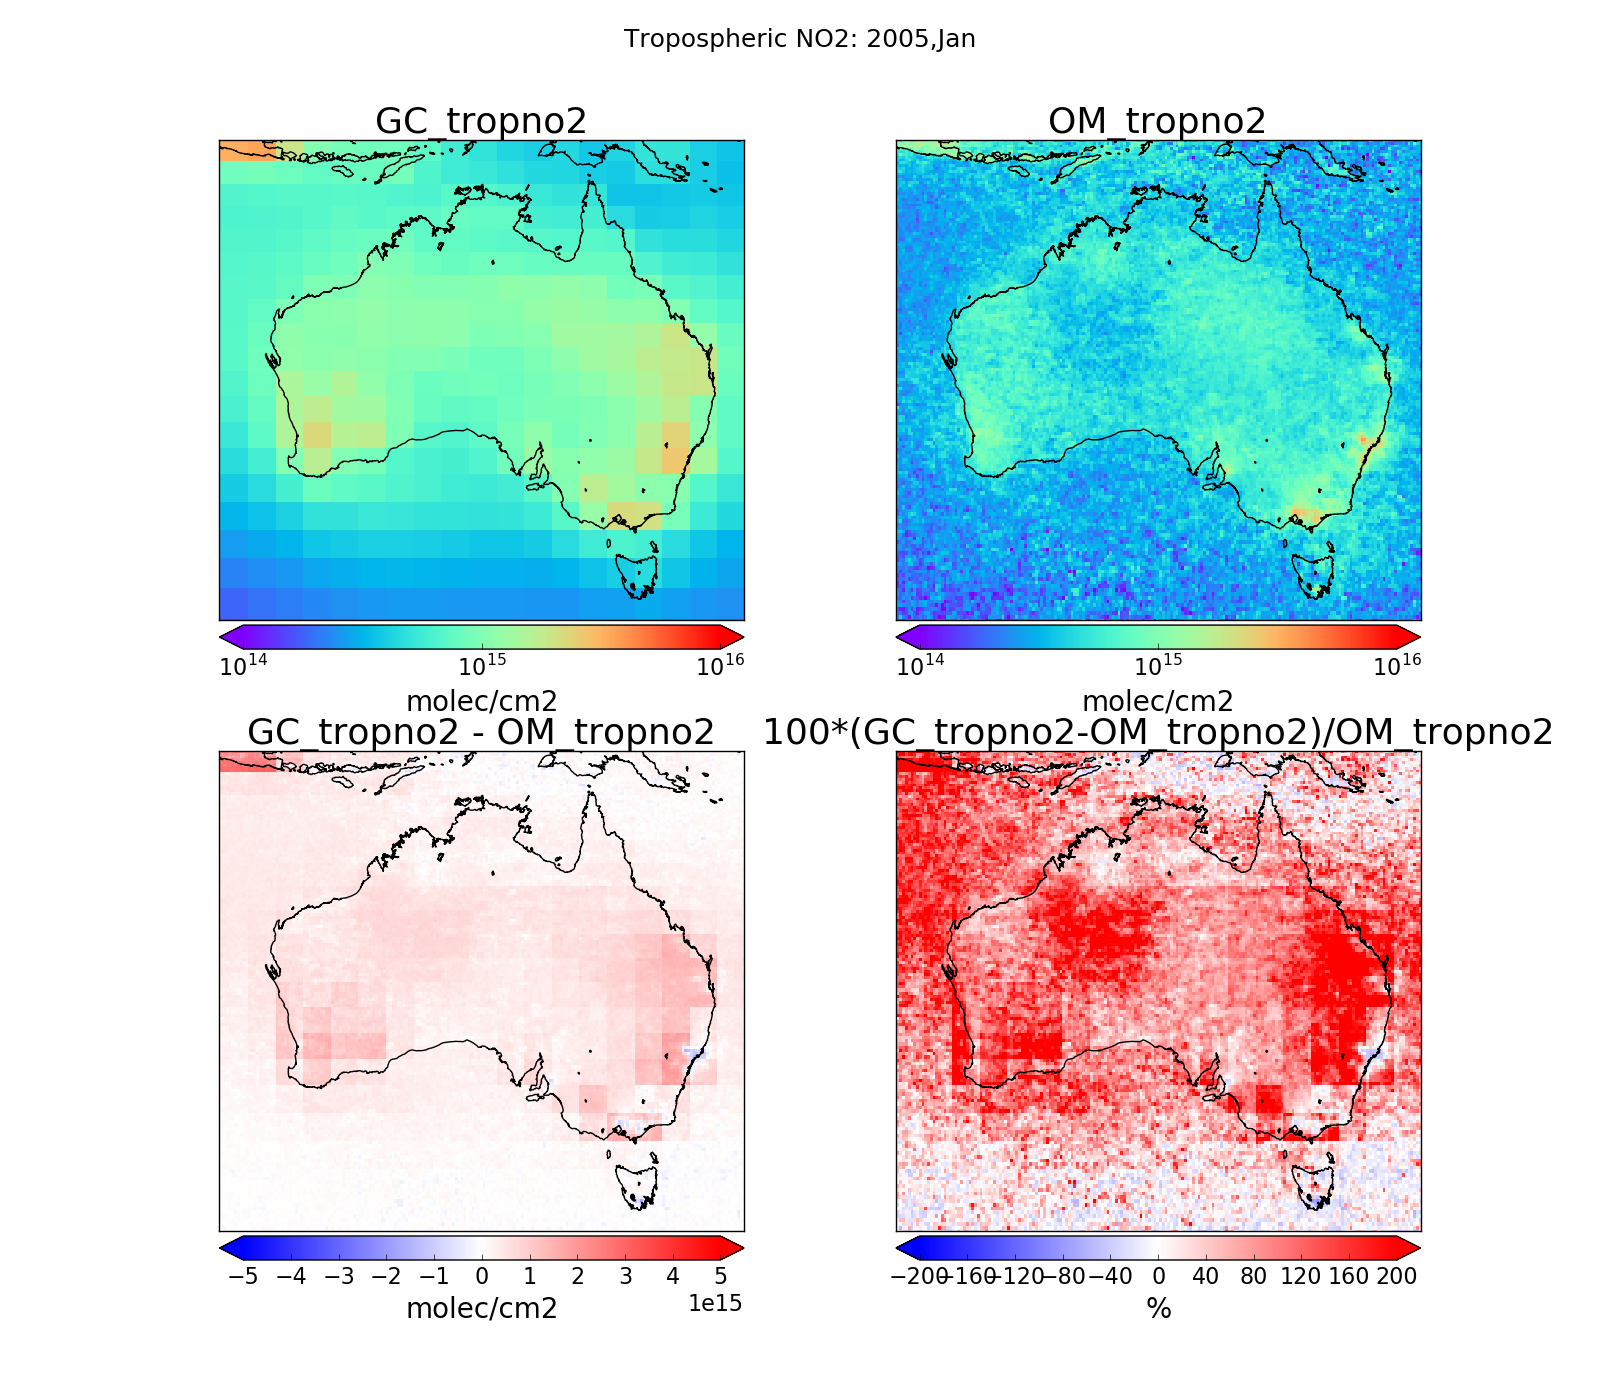 Tropospheric NO2: 2005,Jan
GC_tropno2 OM_tropno2
10^14 10^15 10^16 10^14 10^15 10^16
molec/cm2 molec/cm2
GC_tropno2 - OM_tropno2 100*(GC_tropno2-OM_tropno2)/OM_tropno2
−5 −4 −3 −2 −1 0 1 2 3 4 5 −200 −160 −120 −80 −40 0 40 80 120 160 200
molec/cm2 1e15 %